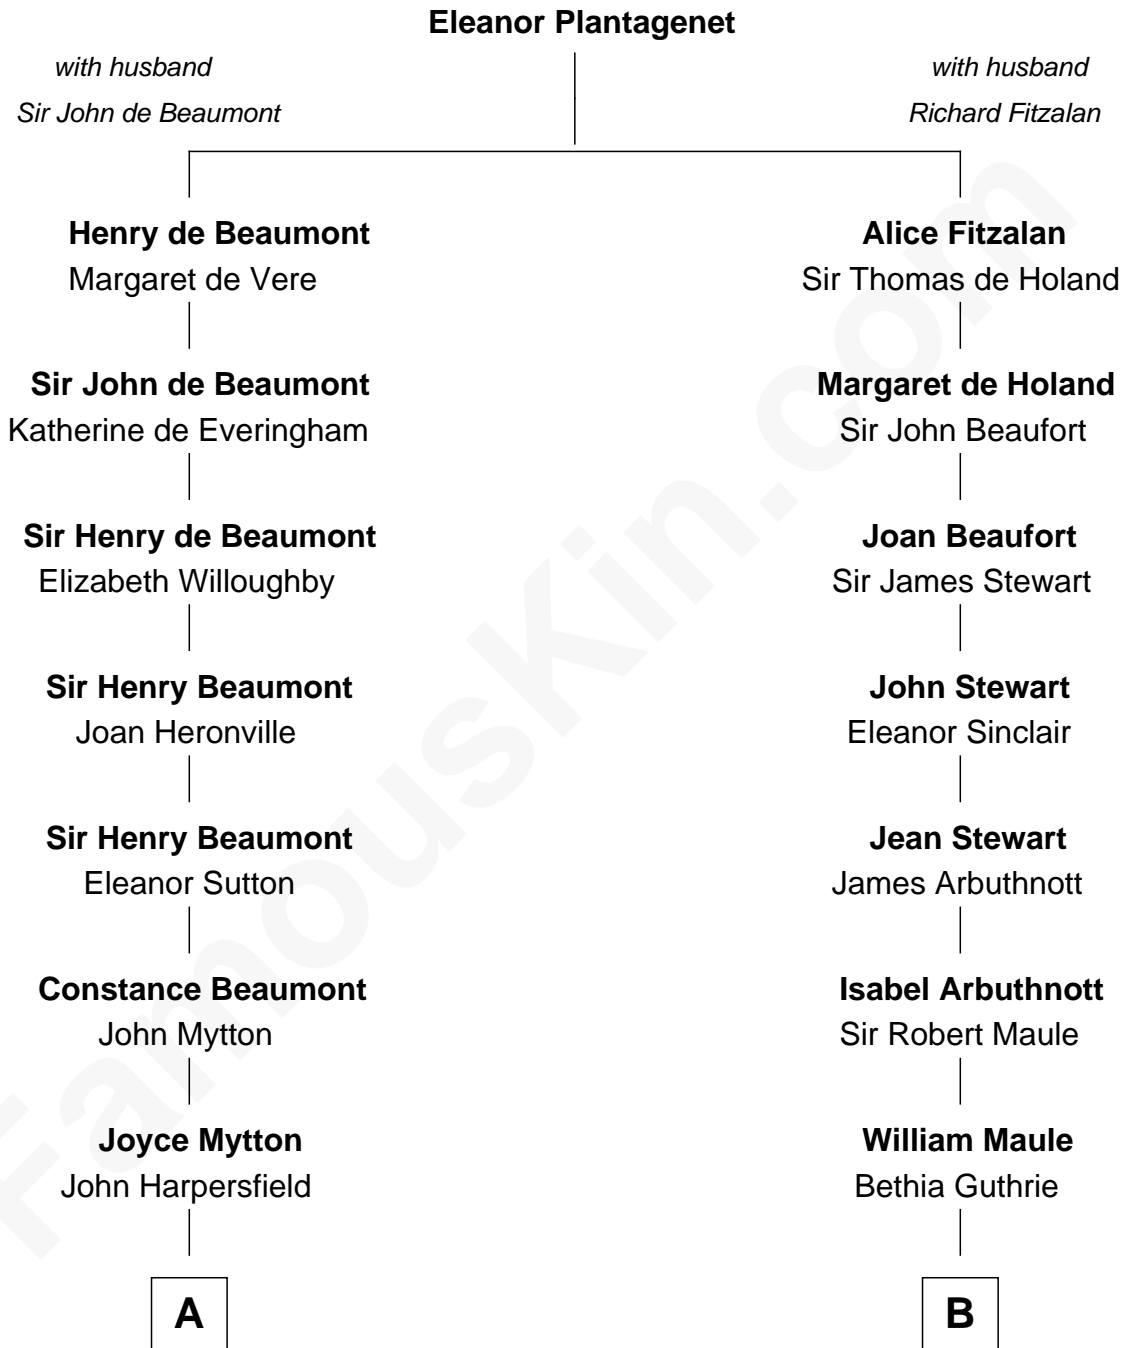 Eleanor Plantagenet
with husband
Sir John de Beaumont
with husband
Richard Fitzalan
Henry de Beaumont
Margaret de Vere
Alice Fitzalan
Sir Thomas de Holand
Sir John de Beaumont
Katherine de Everingham
Margaret de Holand
Sir John Beaufort
Sir Henry de Beaumont
Elizabeth Willoughby
Joan Beaufort
Sir James Stewart
Sir Henry Beaumont
Joan Heronville
John Stewart
Eleanor Sinclair
Sir Henry Beaumont
Eleanor Sutton
Jean Stewart
James Arbuthnott
Constance Beaumont
John Mytton
Isabel Arbuthnott
Sir Robert Maule
Joyce Mytton
John Harpersfield
William Maule
Bethia Guthrie
A
B
FamousKin.com